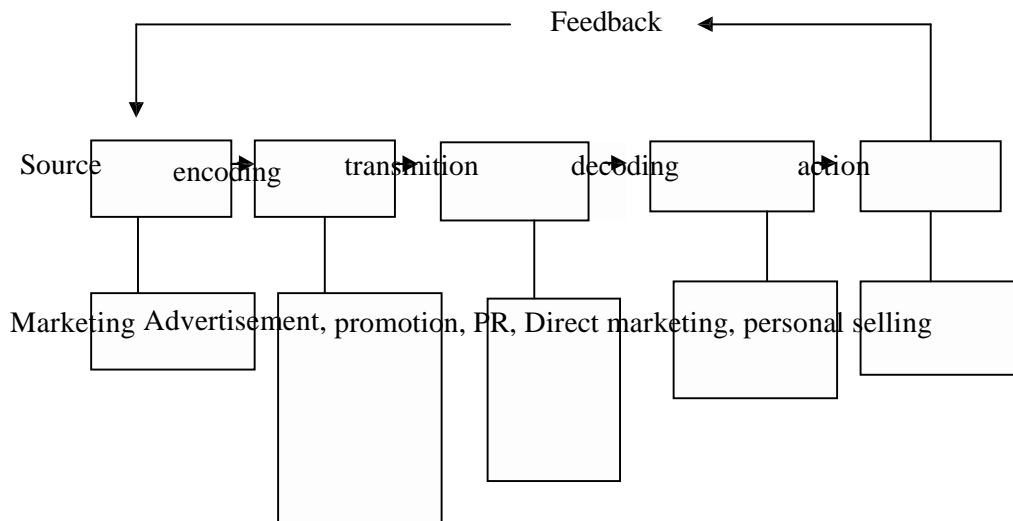 Feedback
Source encoding transmition decoding action
Marketing Advertisement, promotion, PR, Direct marketing, personal selling